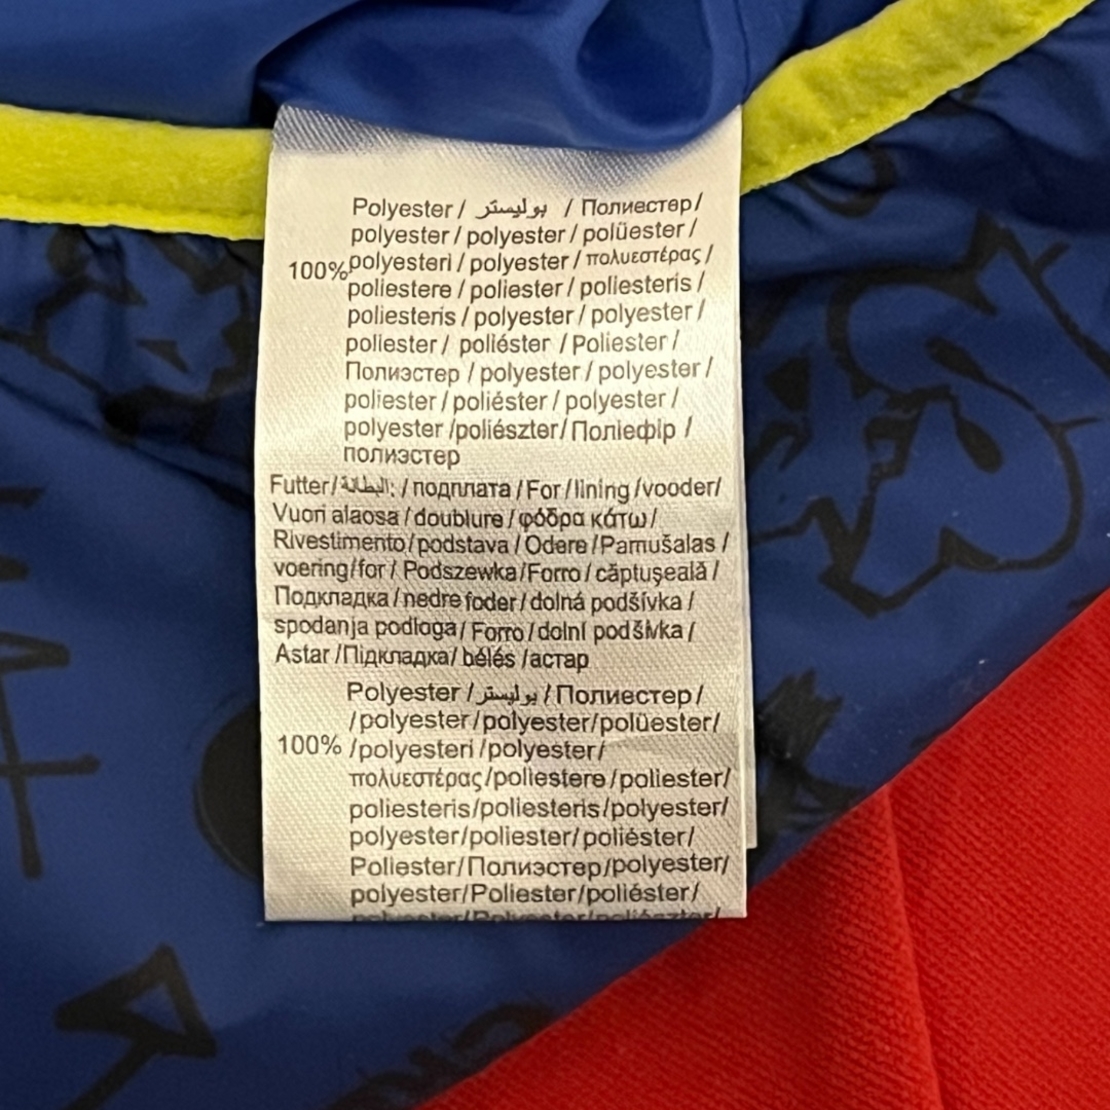 Polyester / بوليستر / Полиестер/
polyester / polyester / polüester /
100% polyesteri / polyester / πολυεστέρας /
poliestere / poliester / poliesteris /
poliesteris / polyester / polyester /
poliester / poliéster / Poliester /
Полиэстер / polyester / polyester /
poliester / poliéster / polyester /
polyester /poliészter/ Поліефір /
полиэстер
Futter/البطانة:/ подплата / For / lining /vooder/
Vuori alaosa / doublure / φόδρα κάτω /
Rivestimento/ podstava / Odere /Pamušalas /
voering/for / Podszewka /Forro / căptuşeală /
Подкладка / nedre foder / dolná podšívka /
spodanja podloga/ Forro / dolní podšívka /
Astar /Підкладка/ bélés /астар
Polyester / بوليستر / Полиестер /
/polyester /polyester/polüester/
100% /polyesteri /polyester/
πολυεστέρας /poliestere /poliester/
poliesteris/poliesteris/polyester/
polyester/poliester/poliéster/
Poliester/Полиэстер/polyester/
polyester/Poliester/poliéster/